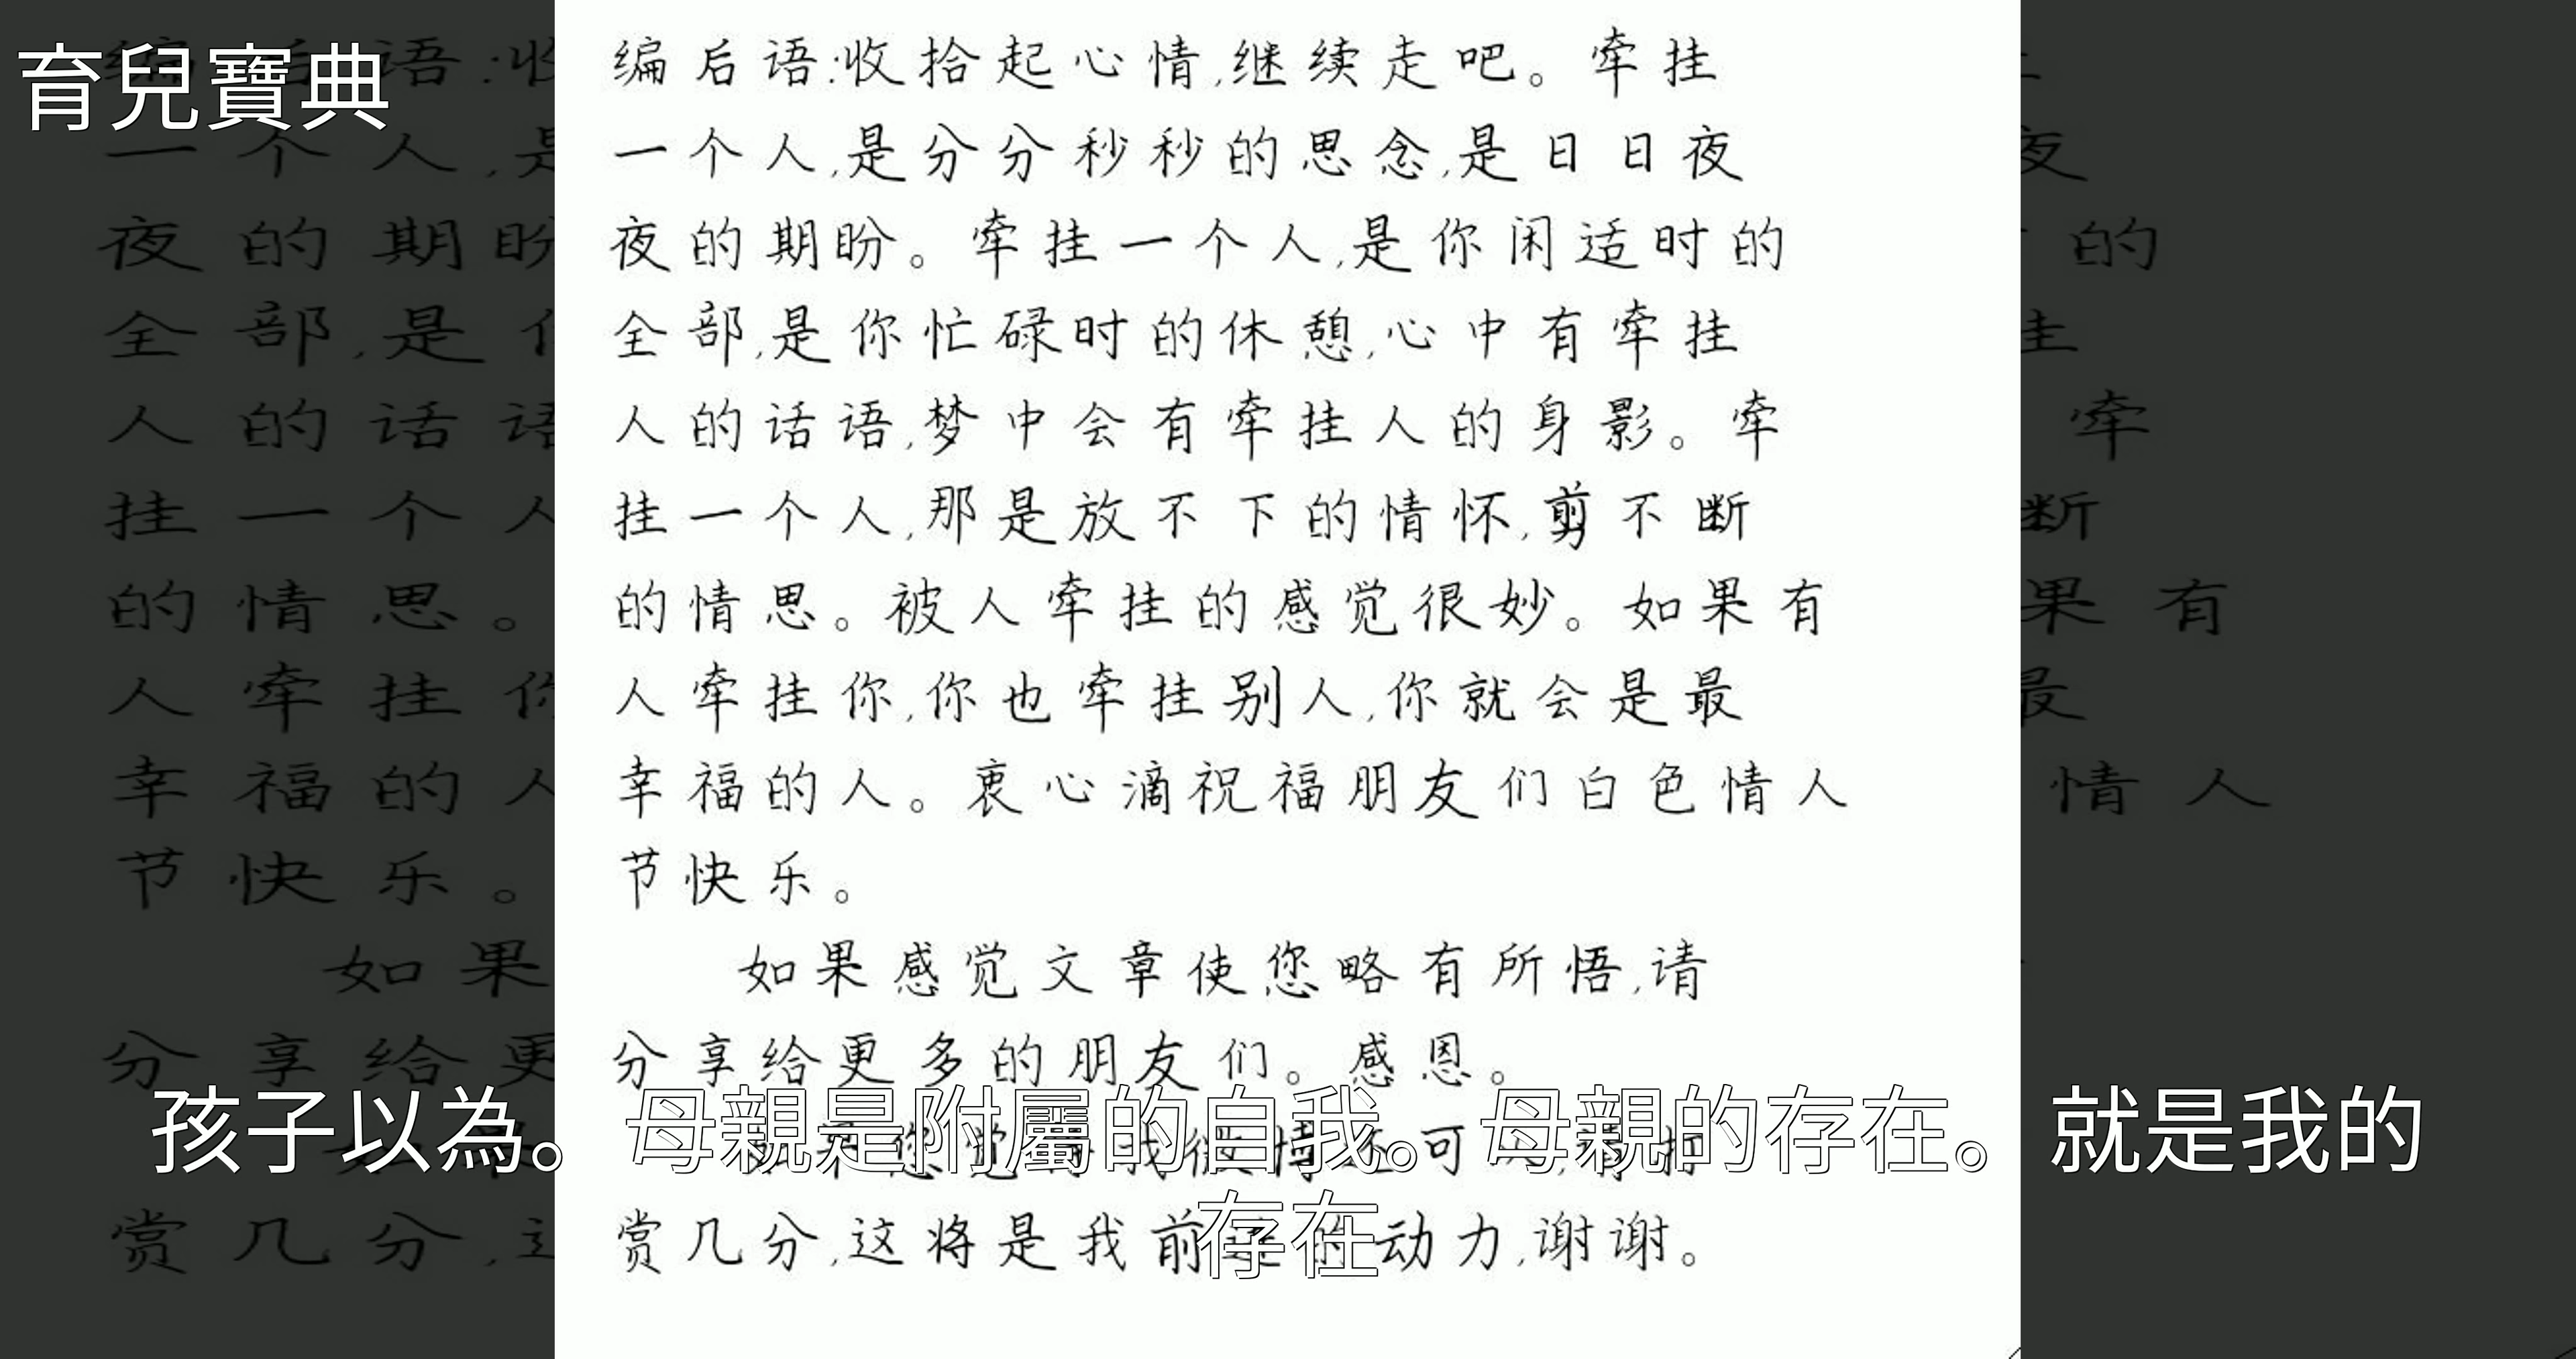 育兒寶典
编后语:收拾起心情,继续走吧。牵挂
一个人,是分分秒秒的思念,是日日夜
夜的期盼。牵挂一个人,是你闲适时的
全部,是你忙碌时的休憩,心中有牵挂
人的话语,梦中会有牵挂人的身影。牵
挂一个人,那是放不下的情怀,剪不断
的情思。被人牵挂的感觉很妙。如果有
人牵挂你,你也牵挂别人,你就会是最
幸福的人。衷心滴祝福朋友们白色情人
节快乐。
如果感觉文章使您略有所悟,请
分享给更多的朋友们。感恩。
赏几分,这将是我前的动力,谢谢。
孩子以為。母親是附屬的自我。母親的存在。就是我的
存在